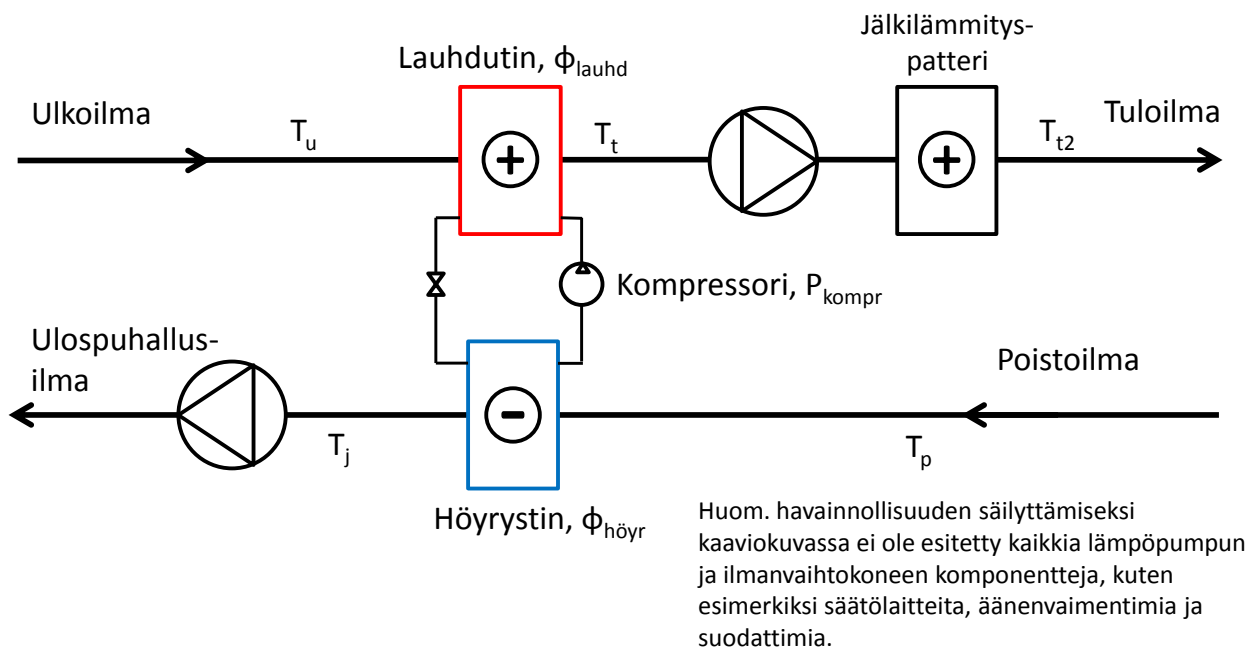 Jälkilämmitys-
patteri
Lauhdutin, ϕlauhd
Ulkoilma
Tu
Tt
Tt2
Tuloilma
Kompressori, Pkompr
Ulospuhallus-
ilma
Poistoilma
Tj
Tp
Höyrystin, ϕhöyr
Huom. havainnollisuuden säilyttämiseksi
kaaviokuvassa ei ole esitetty kaikkia lämpöpumpun
ja ilmanvaihtokoneen komponentteja, kuten
esimerkiksi säätölaitteita, äänenvaimentimia ja
suodattimia.